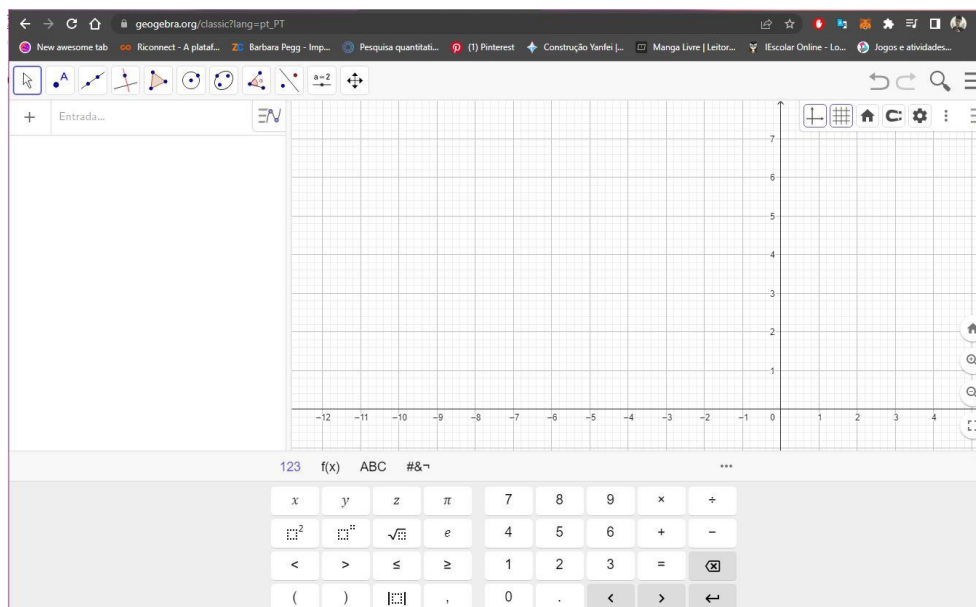 geogebra.org/classic?lang=pt_PT
New awesome tab Riconnect - A plataf... Barbara Pegg - Imp... Pesquisa quantitati... (1) Pinterest Construção Yanfei |... Manga Livre | Leitor... IEscolar Online - Lo... Jogos e atividades...
A a=2
+ Entrada...
7
6
5
4
3
2
1
−12 −11 −10 −9 −8 −7 −6 −5 −4 −3 −2 −1 0 1 2 3 4
123 f(x) ABC #&¬ ...
x y z π 7 8 9 × ÷
2 √ e 4 5 6 + −
< > ≤ ≥ 1 2 3 =
( ) | | , 0 . < >